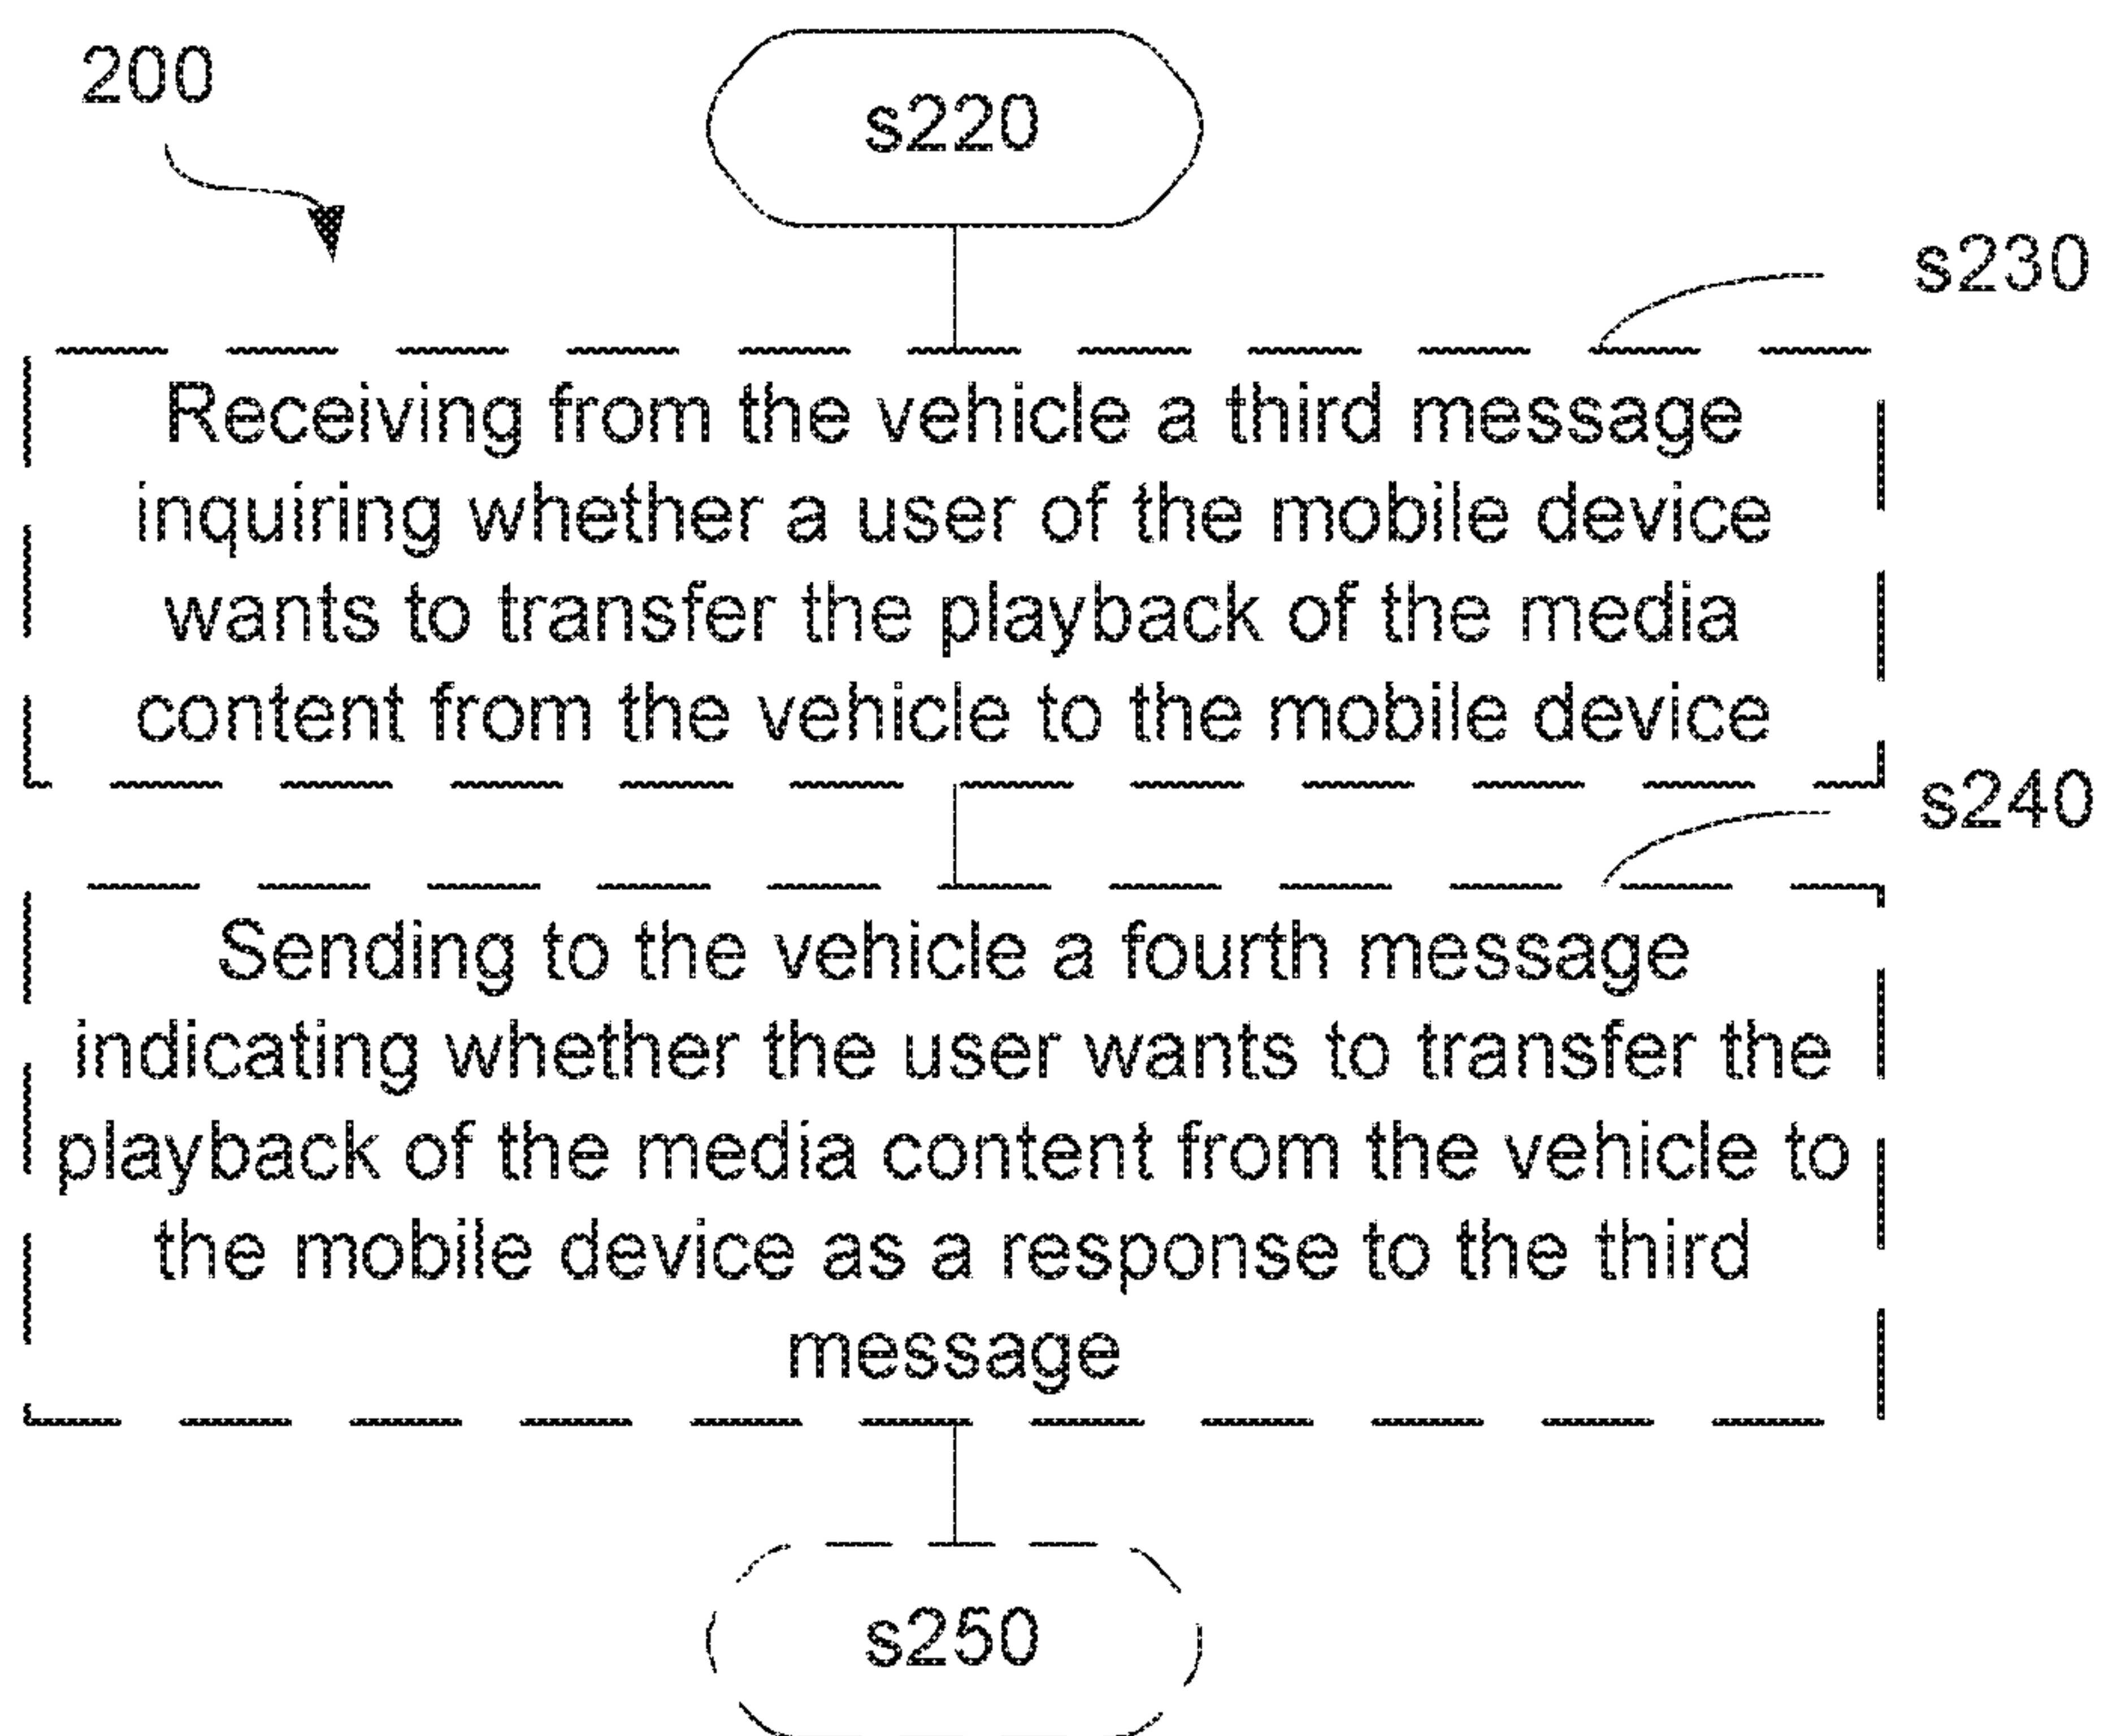 200
s220
s230
Receiving from the vehicle a third message
inquiring whether a user of the mobile device
wants to transfer the playback of the media
content from the vehicle to the mobile device
s240
Sending to the vehicle a fourth message
indicating whether the user wants to transfer the
playback of the media content from the vehicle to
the mobile device as a response to the third
message
s250